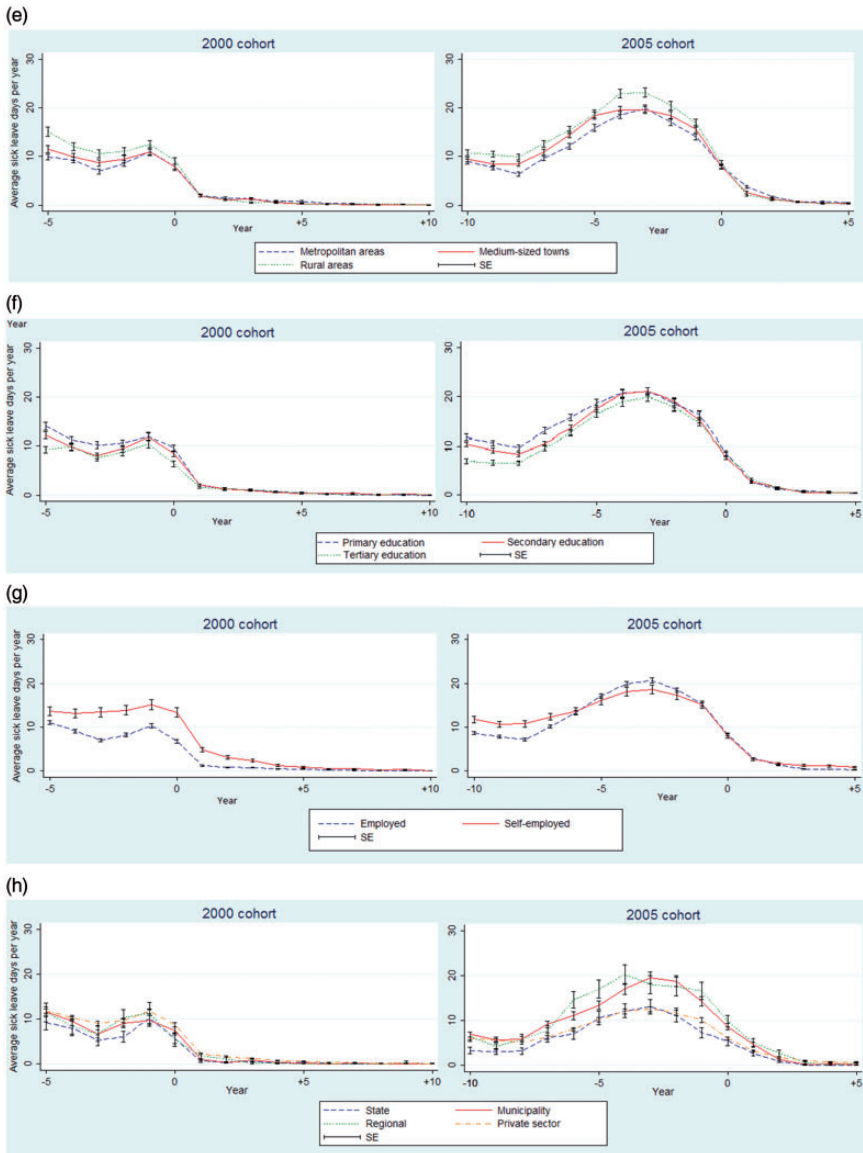 (e)
2000 cohort
2005 cohort
Average sick leave days per year
30
20
10
0
-5 0 +5 +10
Year
30
20
10
0
-10 -5 0 +5
Year
Metropolitan areas Medium-sized towns
Rural areas SE
(f)
Year
2000 cohort
2005 cohort
Average sick leave days per year
30
20
10
0
-5 0 +5 +10
Year
30
20
10
0
-10 -5 0 +5
Year
Primary education Secondary education
Tertiary education SE
(g)
2000 cohort
2005 cohort
Average sick leave days per year
30
20
10
0
-5 0 +5 +10
Year
30
20
10
0
-10 -5 0 +5
Year
Employed Self-employed
SE
(h)
2000 cohort
2005 cohort
Average sick leave days per year
30
20
10
0
-5 0 +5 +10
Year
30
20
10
0
-10 -5 0 +5
Year
State Municipality
Regional Private sector
SE